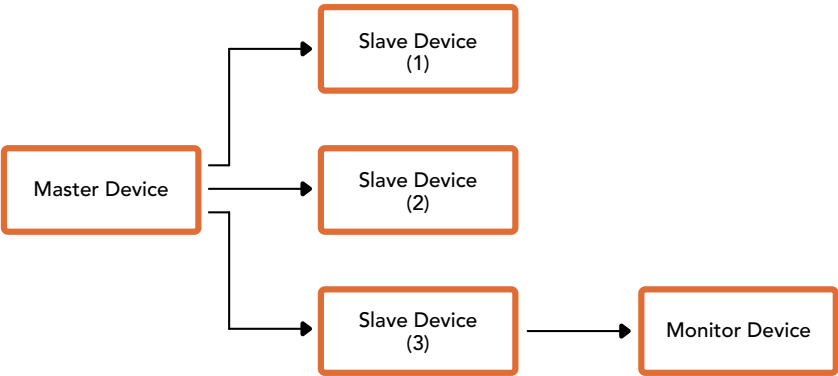 Slave Device
(1)
Master Device
Slave Device
(2)
Slave Device
(3)
Monitor Device